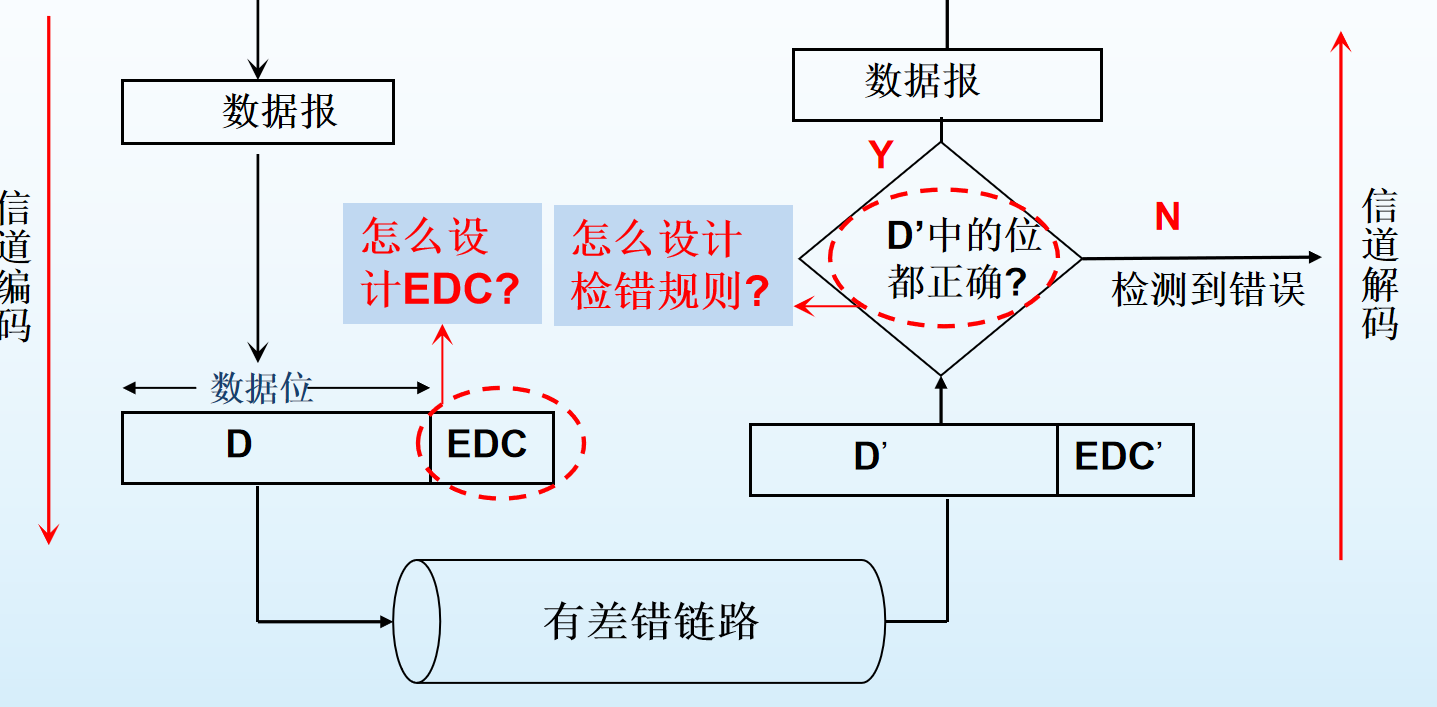 信道编码
数据报
怎么设
计EDC?
数据位
D
EDC
有差错链路
数据报
Y
怎么设计
检错规则?
D’中的位
都正确?
N
检测到错误
D’
EDC’
信道解码